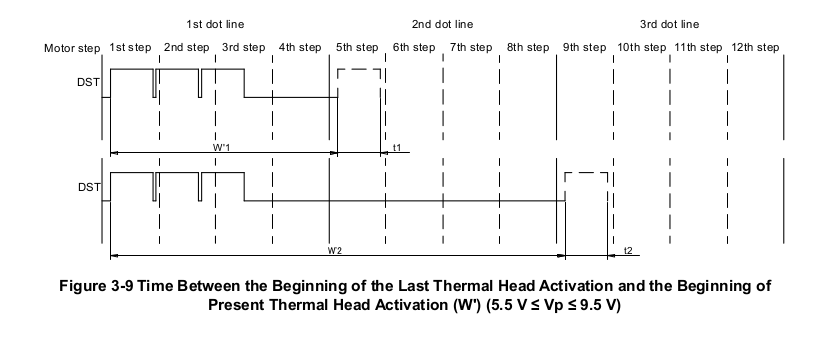 1st dot line 2nd dot line 3rd dot line
Motor step 1st step 2nd step 3rd step 4th step 5th step 6th step 7th step 8th step 9th step 10th step 11th step 12th step
DST
W'1 t1
DST
W'2 t2
Figure 3-9 Time Between the Beginning of the Last Thermal Head Activation and the Beginning of
Present Thermal Head Activation (W') (5.5 V ≤ Vp ≤ 9.5 V)